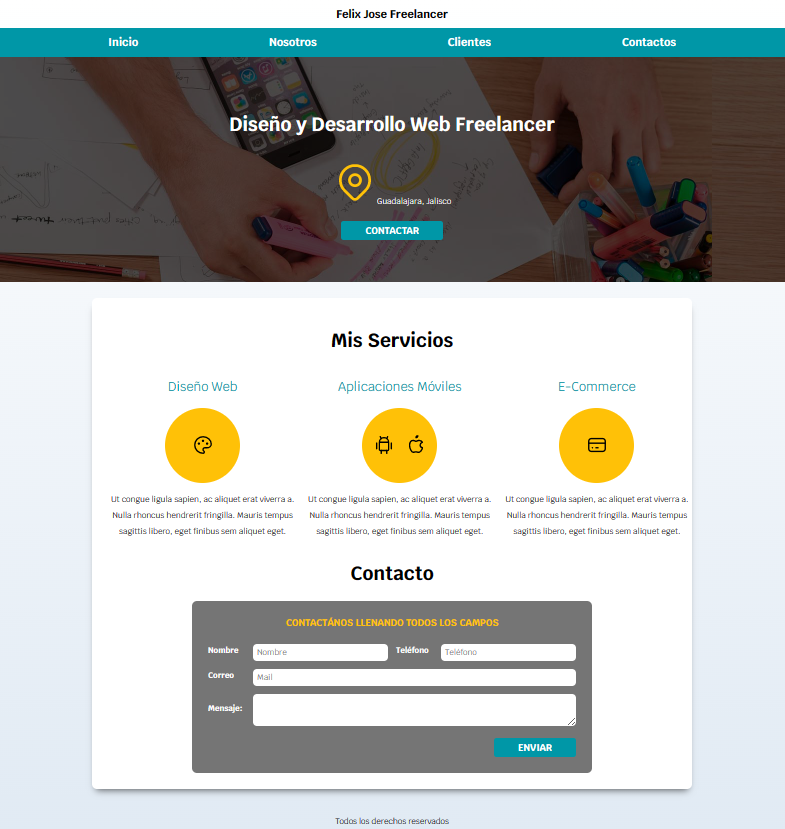 Felix Jose Freelancer
Inicio Nosotros Clientes Contactos
Diseño y Desarrollo Web Freelancer
Guadalajara, Jalisco
CONTACTAR
Mis Servicios
Diseño Web
Aplicaciones Móviles
E-Commerce
Ut congue ligula sapien, ac aliquet erat viverra a.
Nulla rhoncus hendrerit fringilla. Mauris tempus
sagittis libero, eget finibus sem aliquet eget.
Ut congue ligula sapien, ac aliquet erat viverra a.
Nulla rhoncus hendrerit fringilla. Mauris tempus
sagittis libero, eget finibus sem aliquet eget.
Ut congue ligula sapien, ac aliquet erat viverra a.
Nulla rhoncus hendrerit fringilla. Mauris tempus
sagittis libero, eget finibus sem aliquet eget.
Contacto
CONTACTÁNOS LLENANDO TODOS LOS CAMPOS
Nombre Nombre Teléfono Teléfono
Correo Mail
Mensaje:
ENVIAR
Todos los derechos reservados